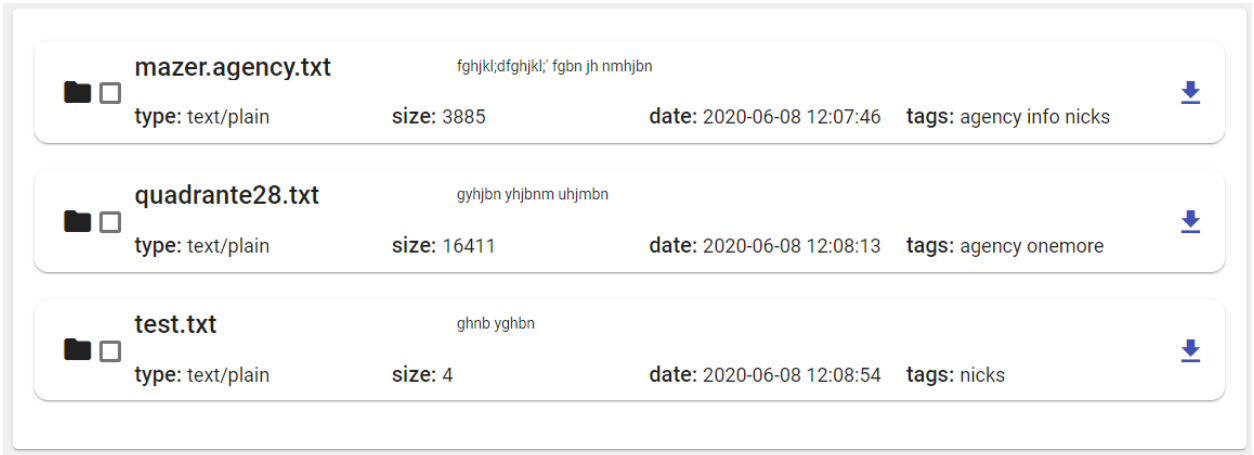 mazer.agency.txt fghjkl;dfghjkl;' fgbn jh nmhjbn
type: text/plain size: 3885 date: 2020-06-08 12:07:46 tags: agency info nicks
quadrante28.txt gyhjbn yhjbnm uhjmbn
type: text/plain size: 16411 date: 2020-06-08 12:08:13 tags: agency onemore
test.txt ghnb yghbn
type: text/plain size: 4 date: 2020-06-08 12:08:54 tags: nicks